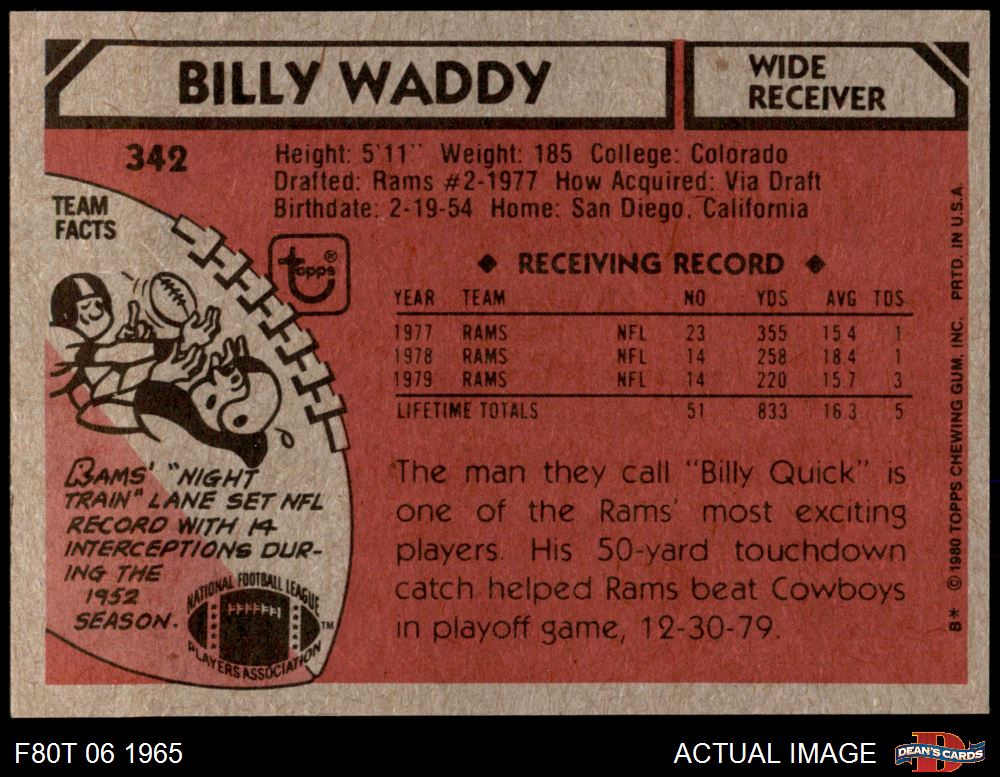 BILLY WADDY
WIDE
RECEIVER
342
Height: 5'11" Weight: 185 College: Colorado
Drafted: Rams #2-1977 How Acquired: Via Draft
Birthdate: 2-19-54 Home: San Diego, California
TEAM
FACTS
topps®
◆ RECEIVING RECORD ◆
YEAR TEAM NO YDS AVG TDS
1977 RAMS NFL 23 355 15.4 1
1978 RAMS NFL 14 258 18.4 1
1979 RAMS NFL 14 220 15.7 3
LIFETIME TOTALS 51 833 16.3 5
RAMS' "NIGHT
TRAIN" LANE SET NFL
RECORD WITH 14
INTERCEPTIONS DUR-
ING THE
1952
SEASON.
NATIONAL FOOTBALL LEAGUE
PLAYERS ASSOCIATION
TM
The man they call "Billy Quick" is
one of the Rams' most exciting
players. His 50-yard touchdown
catch helped Rams beat Cowboys
in playoff game, 12-30-79.
B* © 1980 TOPPS CHEWING GUM, INC. PRTD. IN U.S.A.
F80T 06 1965
ACTUAL IMAGE
D
DEAN'S CARDS